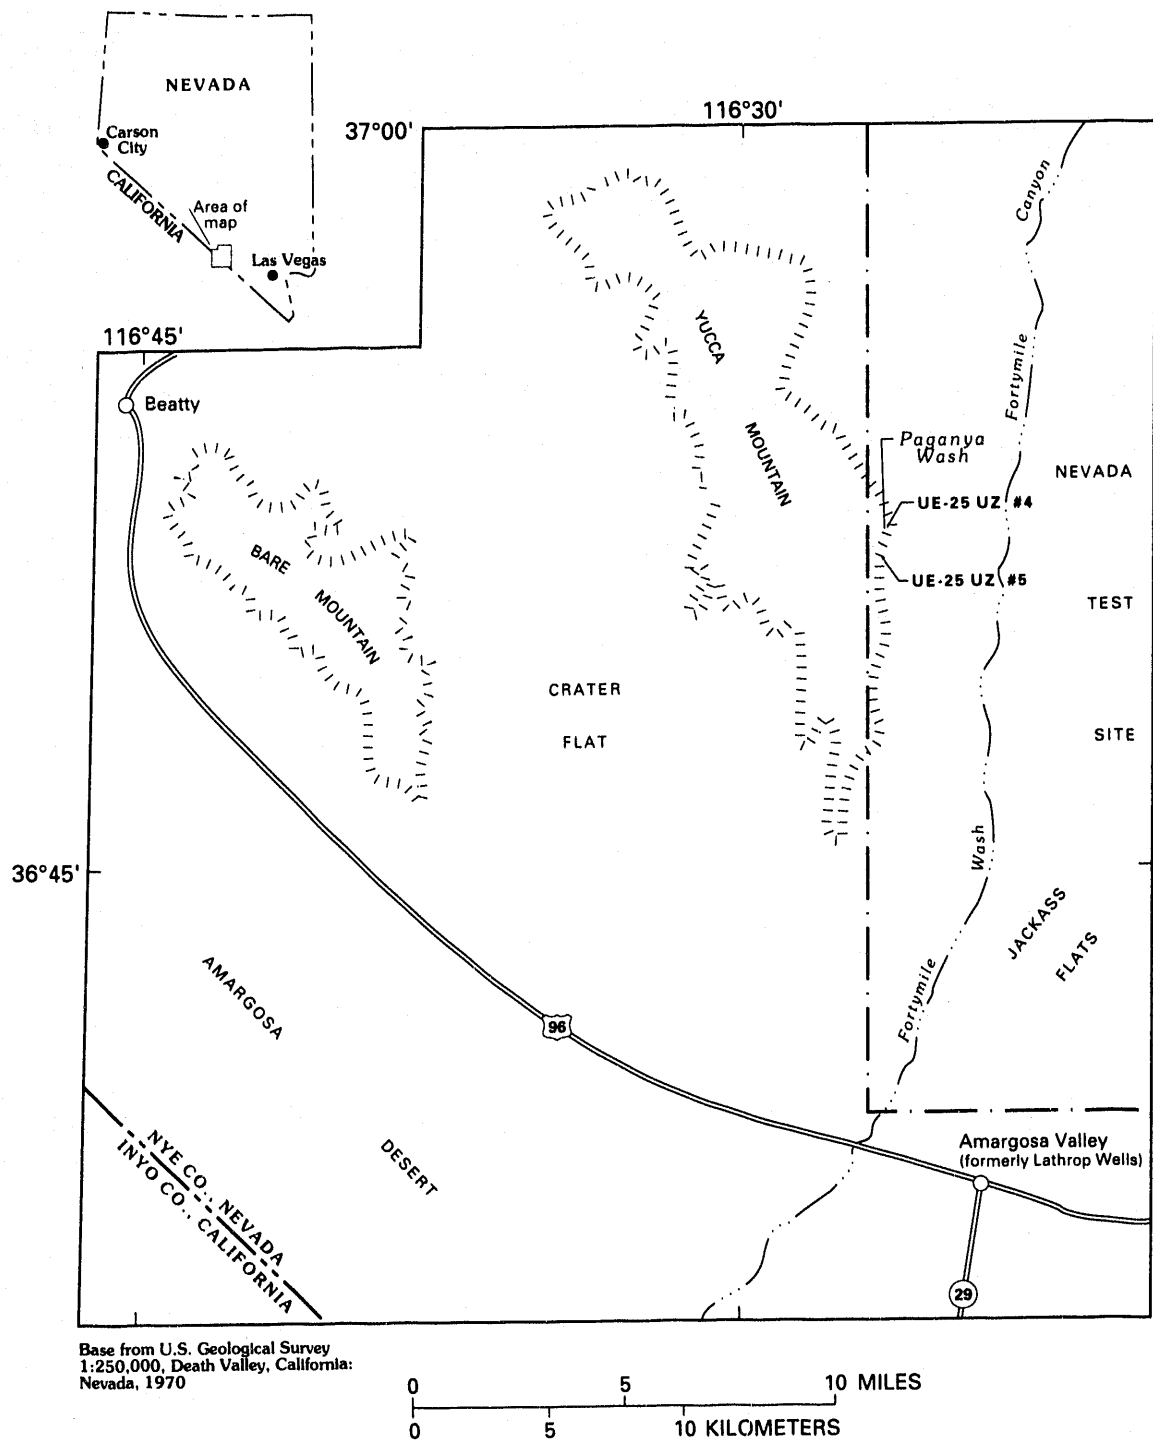 NEVADA
Carson
City
CALIFORNIA
Area of
map
Las Vegas
116°30'
37°00'
116°45'
Beatty
Canyon
Fortymile
YUCCA
MOUNTAIN
Paganya
Wash
NEVADA
UE-25 UZ #4
BARE
MOUNTAIN
UE-25 UZ #5
TEST
CRATER
FLAT
SITE
Wash
36°45'
JACKASS
FLATS
AMARGOSA
Fortymile
96
DESERT
NYE CO., NEVADA
INYO CO., CALIFORNIA
Amargosa Valley
(formerly Lathrop Wells)
29
Base from U.S. Geological Survey
1:250,000, Death Valley, California:
Nevada, 1970
0 5 10 MILES
0 5 10 KILOMETERS